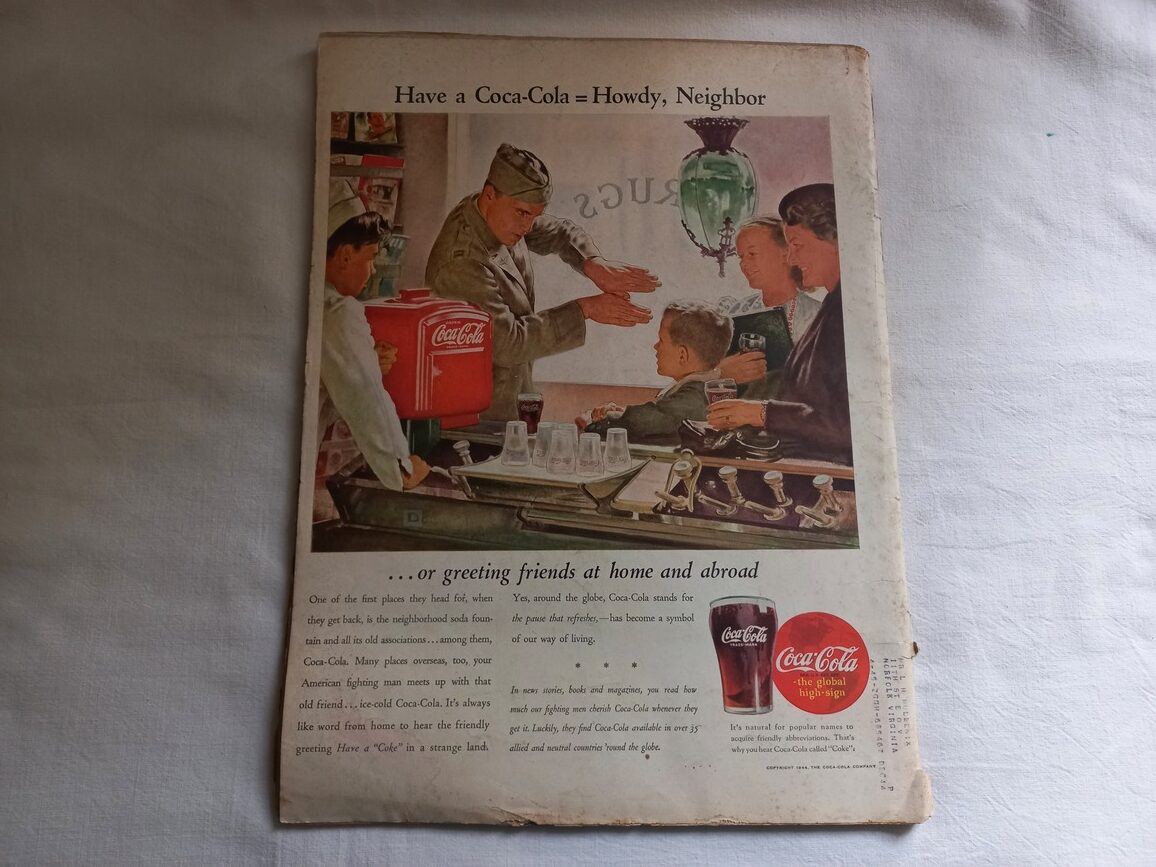 Have a Coca-Cola = Howdy, Neighbor
RUGS
DRINK
Coca-Cola
TRADE-MARK
...or greeting friends at home and abroad
One of the first places they head for, when
they get back, is the neighborhood soda foun-
tain and all its old associations...among them,
Coca-Cola. Many places overseas, too, your
American fighting man meets up with that
old friend...ice-cold Coca-Cola. It's always
like word from home to hear the friendly
greeting Have a "Coke" in a strange land.
Yes, around the globe, Coca-Cola stands for
the pause that refreshes,—has become a symbol
of our way of living.
* * *
In news stories, books and magazines, you read how
much our fighting men cherish Coca-Cola whenever they
get it. Luckily, they find Coca-Cola available in over 35
allied and neutral countries 'round the globe.
Coca-Cola
TRADE-MARK
Coca-Cola
-the global
high-sign
It's natural for popular names to
acquire friendly abbreviations. That's
why you hear Coca-Cola called "Coke".
COPYRIGHT 1944, THE COCA-COLA COMPANY
NORFOLK VIRGINIA